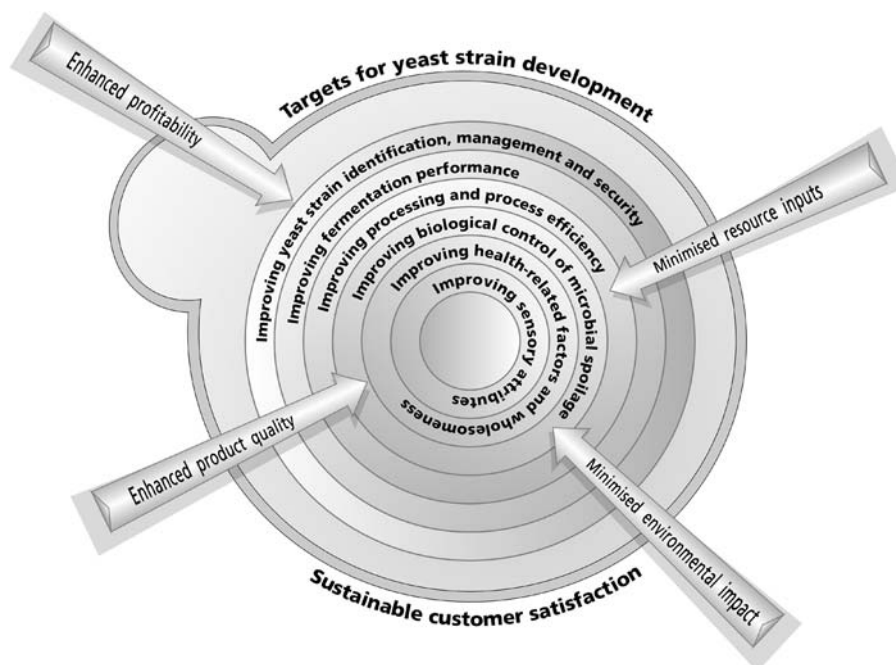 Targets for yeast strain development
Enhanced profitability
Improving yeast strain identification, management and security
Improving fermentation performance
Improving processing and process efficiency
Improving biological control of microbial spoilage
Improving health-related factors and wholesomeness
Improving sensory attributes
Minimised resource inputs
Enhanced product quality
Minimised environmental impact
Sustainable customer satisfaction